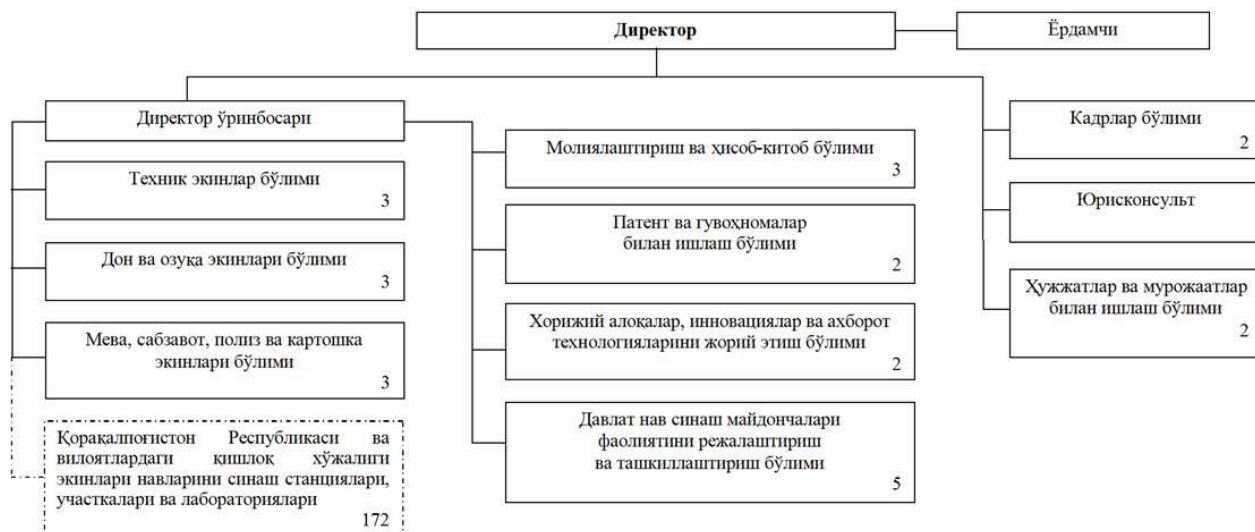 Директор
Ёрдамчи
Директор ўринбосари
Техник экинлар бўлими
3
Дон ва озуқа экинлари бўлими
3
Мева, сабзавот, полиз ва картошка
экинлари бўлими
3
Қорақалпоғистон Республикаси ва
вилоятлардаги қишлоқ хўжалиги
экинлари навларини синаш станциялари,
участкалари ва лабораториялари
172
Молиялаштириш ва ҳисоб-китоб бўлими
3
Патент ва гувоҳномалар
билан ишлаш бўлими
2
Хорижий алоқалар, инновациялар ва ахборот
технологияларини жорий этиш бўлими
2
Давлат нав синаш майдончалари
фаолиятини режалаштириш
ва ташкиллаштириш бўлими
5
Кадрлар бўлими
2
Юрисконсульт
Ҳужжатлар ва мурожаатлар
билан ишлаш бўлими
2